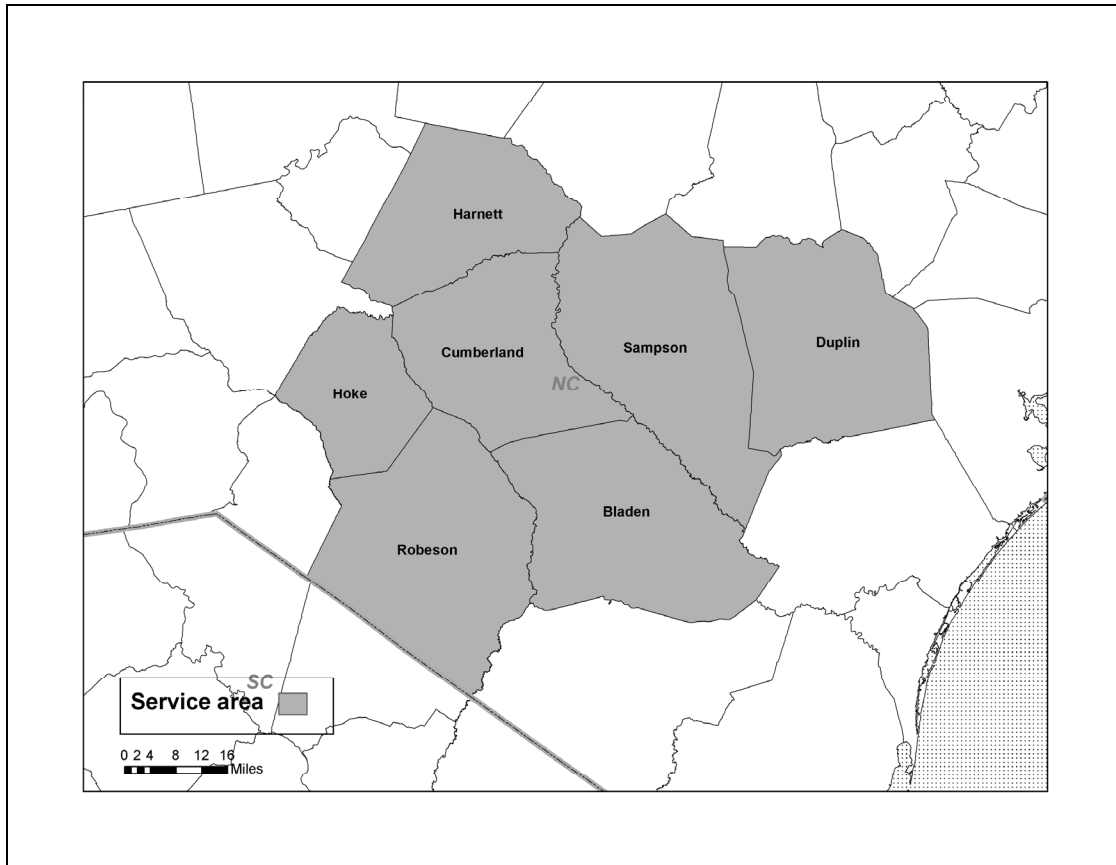 Harnett
Duplin
Sampson
Cumberland
NC
Hoke
Bladen
Robeson
SC
Service area
0 2 4 8 12 16
Miles